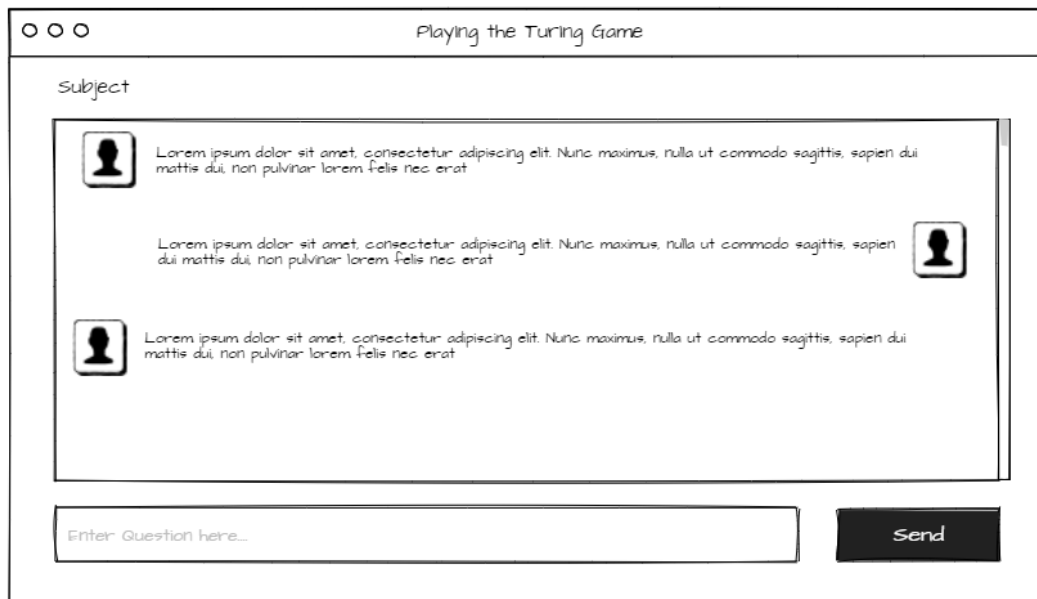 Playing the Turing Game
Subject
Lorem ipsum dolor sit amet, consectetur adipiscing elit. Nunc maximus, nulla ut commodo sagittis, sapien dui
mattis dui, non pulvinar lorem felis nec erat
Lorem ipsum dolor sit amet, consectetur adipiscing elit. Nunc maximus, nulla ut commodo sagittis, sapien
dui mattis dui, non pulvinar lorem felis nec erat
Lorem ipsum dolor sit amet, consectetur adipiscing elit. Nunc maximus, nulla ut commodo sagittis, sapien dui
mattis dui, non pulvinar lorem felis nec erat
Enter Question here...
Send